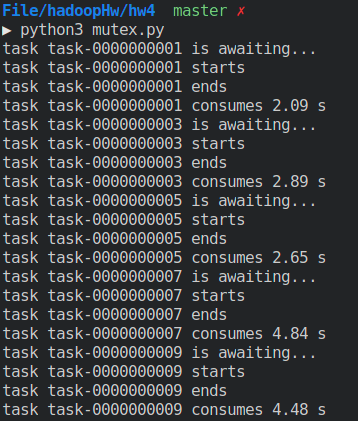 File/hadoopHw/hw4 master ✗
▶ python3 mutex.py
task task-0000000001 is awaiting...
task task-0000000001 starts
task task-0000000001 ends
task task-0000000001 consumes 2.09 s
task task-0000000003 is awaiting...
task task-0000000003 starts
task task-0000000003 ends
task task-0000000003 consumes 2.89 s
task task-0000000005 is awaiting...
task task-0000000005 starts
task task-0000000005 ends
task task-0000000005 consumes 2.65 s
task task-0000000007 is awaiting...
task task-0000000007 starts
task task-0000000007 ends
task task-0000000007 consumes 4.84 s
task task-0000000009 is awaiting...
task task-0000000009 starts
task task-0000000009 ends
task task-0000000009 consumes 4.48 s